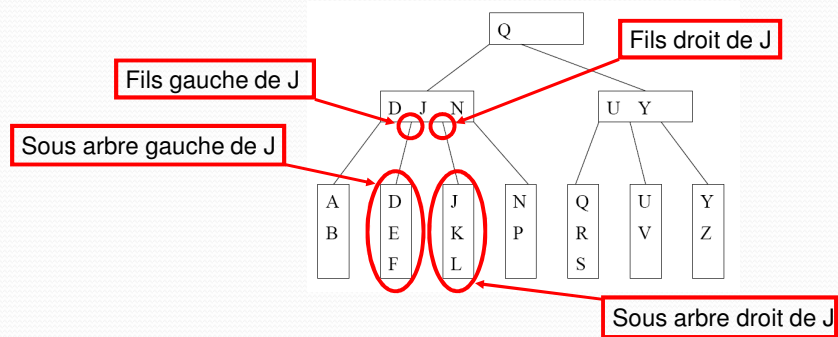 Q
Fils droit de J
Fils gauche de J
D J N
U Y
Sous arbre gauche de J
A D J N Q U Y
B E K P R V Z
F L S
Sous arbre droit de J